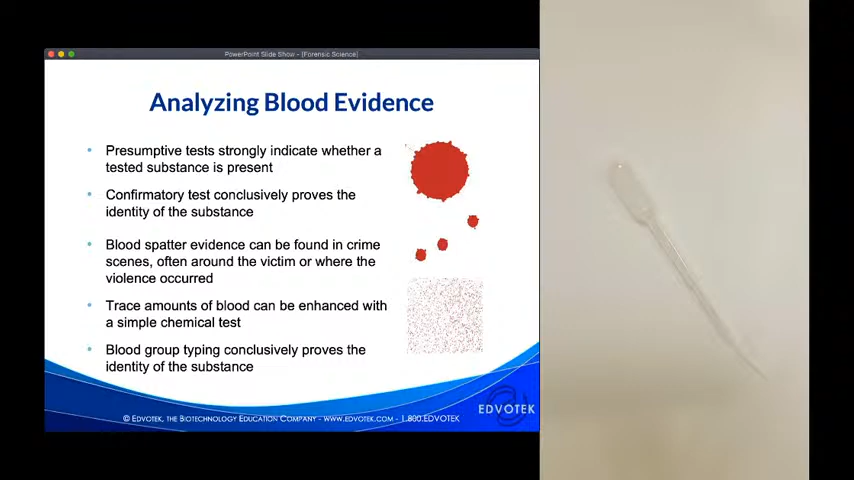 PowerPoint Slide Show - [Forensic Science]
Analyzing Blood Evidence
• Presumptive tests strongly indicate whether a
tested substance is present
• Confirmatory test conclusively proves the
identity of the substance
• Blood spatter evidence can be found in crime
scenes, often around the victim or where the
violence occurred
• Trace amounts of blood can be enhanced with
a simple chemical test
• Blood group typing conclusively proves the
identity of the substance
© EDVOTEK, THE BIOTECHNOLOGY EDUCATION COMPANY - WWW.EDVOTEK.COM - 1.800.EDVOTEK
EDVOTEK